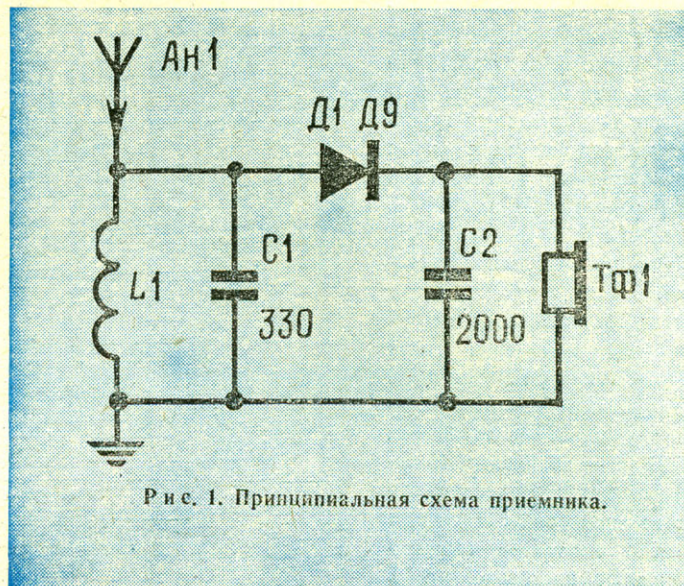 Ан1
Д1 Д9
L1
C1
330
C2
2000
Тф1
Рис. 1. Принципиальная схема приемника.